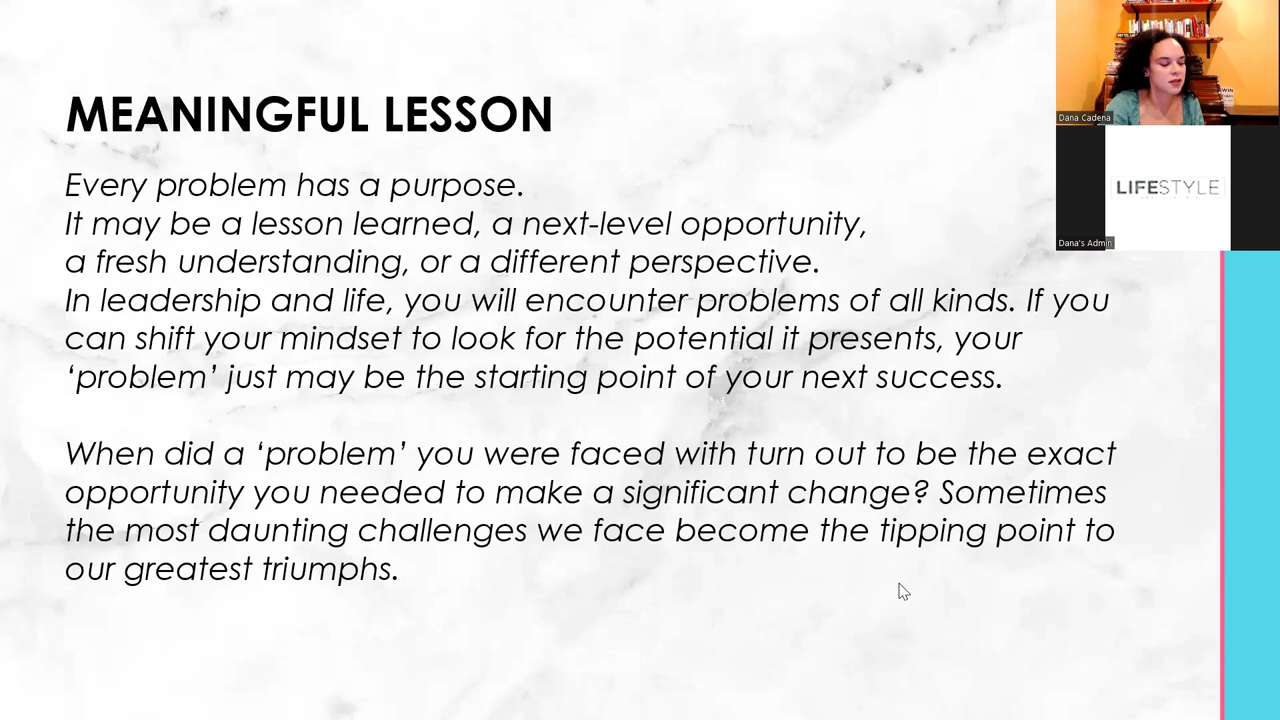 MEANINGFUL LESSON
Every problem has a purpose.
It may be a lesson learned, a next-level opportunity,
a fresh understanding, or a different perspective.
In leadership and life, you will encounter problems of all kinds. If you
can shift your mindset to look for the potential it presents, your
‘problem’ just may be the starting point of your next success.
When did a ‘problem’ you were faced with turn out to be the exact
opportunity you needed to make a significant change? Sometimes
the most daunting challenges we face become the tipping point to
our greatest triumphs.
Dana Cadena
LIFESTYLE
Dana's Admin